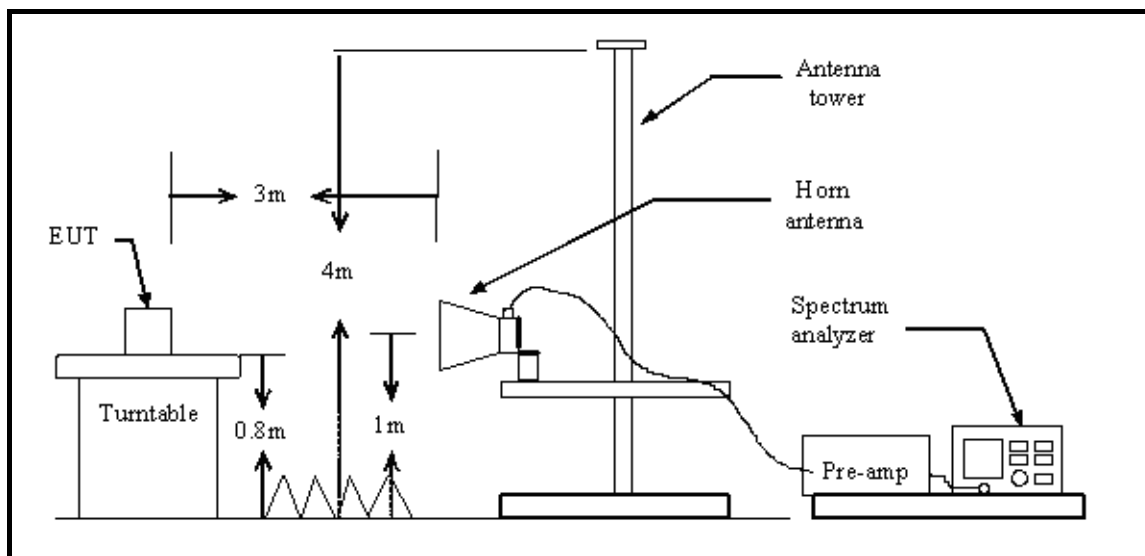 Antenna
tower
3m
Horn
antenna
EUT
4m
Spectrum
analyzer
Turntable
0.8m
1m
Pre-amp